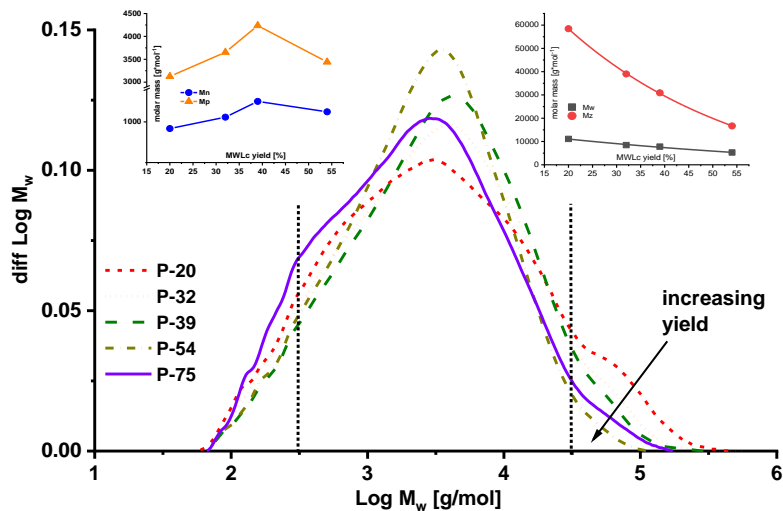 4500
4000
3500
3000
1000
molar mass [g*mol-1]
Mn
Mp
MWLc yield [%]
15 20 25 30 35 40 45 50 55
60000
50000
40000
30000
20000
10000
0
molar mass [g*mol-1]
Mw
Mz
MWLc yield [%]
15 20 25 30 35 40 45 50 55
0.15
0.10
0.05
0.00
diff Log Mw
P-20
P-32
P-39
P-54
P-75
increasing
yield
1 2 3 4 5 6
Log Mw [g/mol]